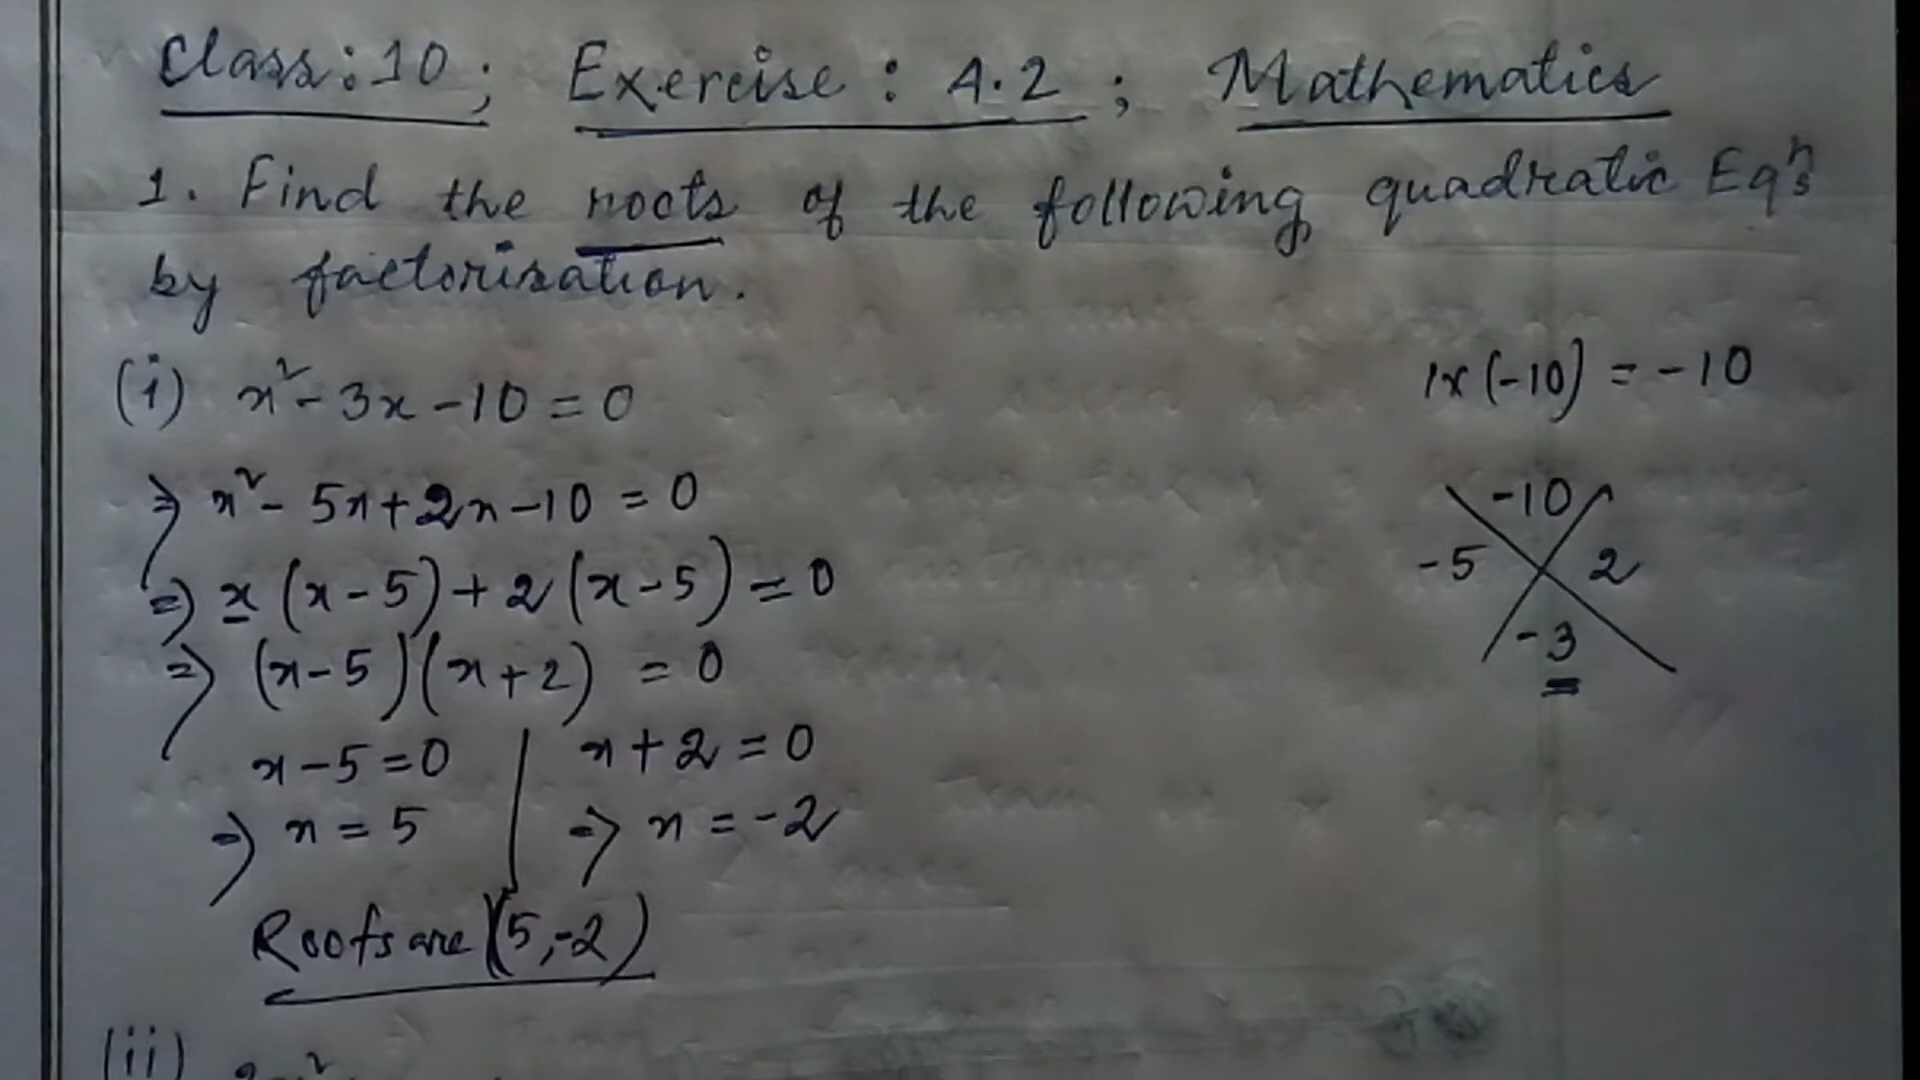 Class: 10 ; Exercise : 4.2 ; Mathematics
1. Find the roots of the following quadratic Eqⁿs
by factorisation.
(i) x² - 3x - 10 = 0
1x(-10) = -10
⇒ x² - 5x + 2x - 10 = 0
-10
-5 2
-3
⇒ x (x - 5) + 2 (x - 5) = 0
⇒ (x - 5) (x + 2) = 0
x - 5 = 0 | x + 2 = 0
⇒ x = 5 | ⇒ x = -2
Roots are (5, -2)
(ii)